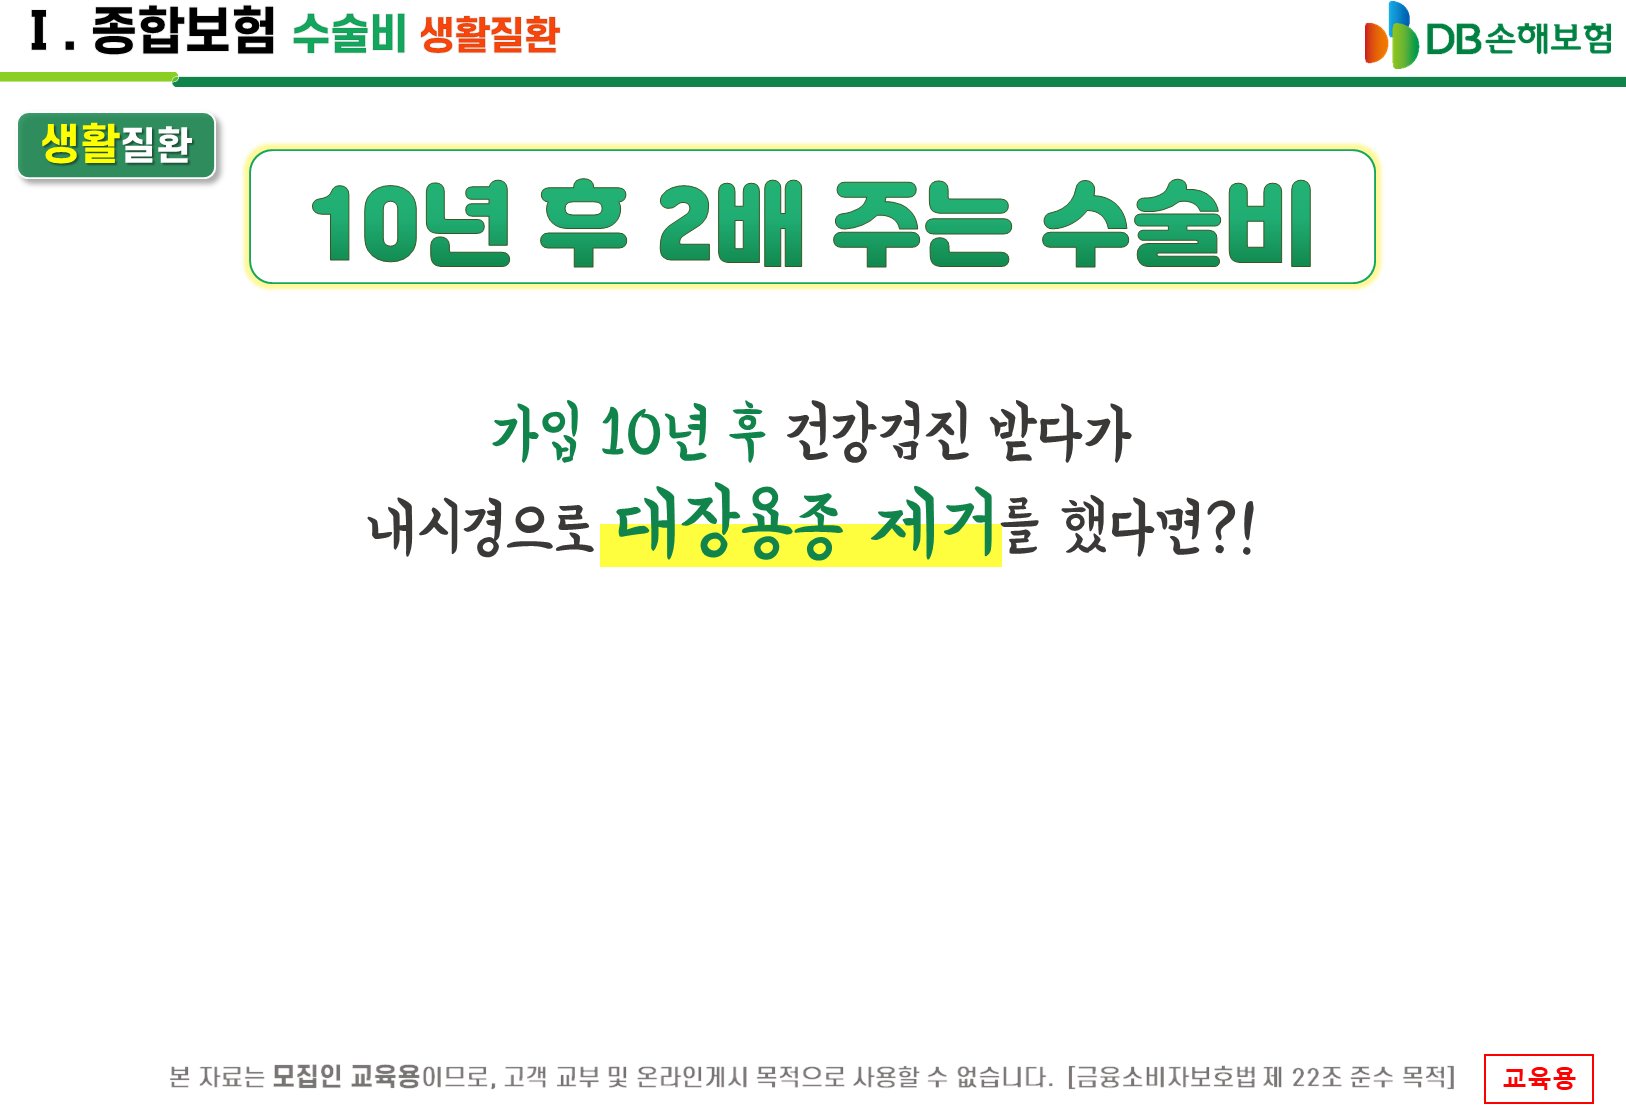 Ⅰ. 종합보험 수술비 생활질환
DB손해보험
생활질환
10년 후 2배 주는 수술비
가입 10년 후 건강검진 받다가
내시경으로 대장용종 제거를 했다면?!
본 자료는 모집인 교육용이므로, 고객 교부 및 온라인게시 목적으로 사용할 수 없습니다. [금융소비자보호법 제 22조 준수 목적]
교육용